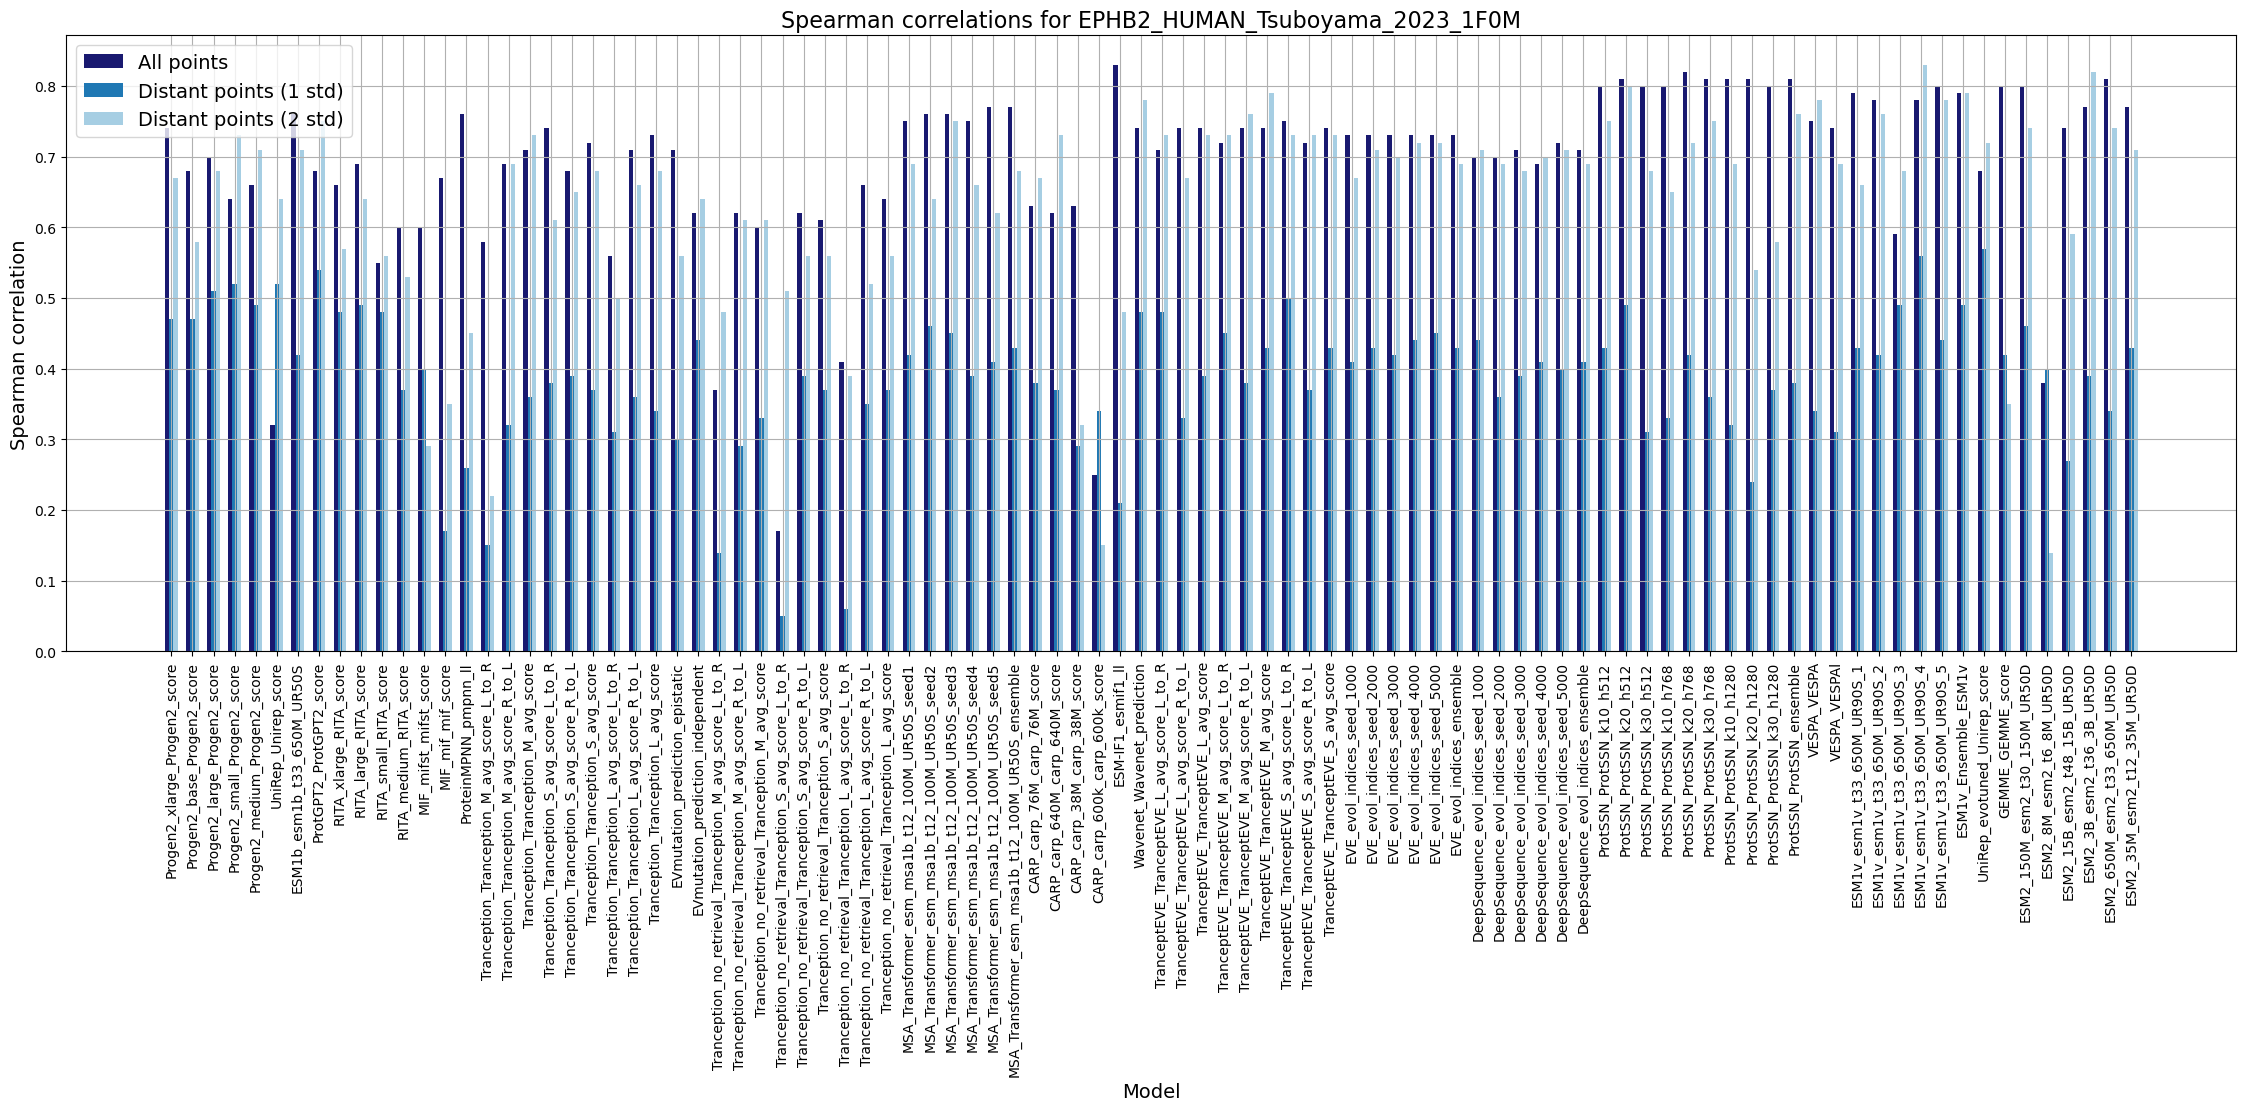 Spearman correlations for EPHB2_HUMAN_Tsuboyama_2023_1F0M
All points
Distant points (1 std)
Distant points (2 std)
Spearman correlation
0.8
0.7
0.6
0.5
0.4
0.3
0.2
0.1
0.0
Progen2_xlarge_Progen2_score
Progen2_base_Progen2_score
Progen2_large_Progen2_score
Progen2_small_Progen2_score
Progen2_medium_Progen2_score
UniRep_Unirep_score
ESM1b_esm1b_t33_650M_UR50S
ProtGPT2_ProtGPT2_score
RITA_xlarge_RITA_score
RITA_large_RITA_score
RITA_small_RITA_score
RITA_medium_RITA_score
MIF_mifst_mifst_score
MIF_mif_mif_score
ProteinMPNN_pmpnn_ll
Tranception_Tranception_M_avg_score_L_to_R
Tranception_Tranception_M_avg_score_R_to_L
Tranception_Tranception_M_avg_score
Tranception_Tranception_S_avg_score_L_to_R
Tranception_Tranception_S_avg_score_R_to_L
Tranception_Tranception_S_avg_score
Tranception_Tranception_L_avg_score_L_to_R
Tranception_Tranception_L_avg_score_R_to_L
Tranception_Tranception_L_avg_score
EVmutation_prediction_epistatic
EVmutation_prediction_independent
Tranception_no_retrieval_Tranception_M_avg_score_L_to_R
Tranception_no_retrieval_Tranception_M_avg_score_R_to_L
Tranception_no_retrieval_Tranception_M_avg_score
Tranception_no_retrieval_Tranception_S_avg_score_L_to_R
Tranception_no_retrieval_Tranception_S_avg_score_R_to_L
Tranception_no_retrieval_Tranception_S_avg_score
Tranception_no_retrieval_Tranception_L_avg_score_L_to_R
Tranception_no_retrieval_Tranception_L_avg_score_R_to_L
Tranception_no_retrieval_Tranception_L_avg_score
MSA_Transformer_esm_msa1b_t12_100M_UR50S_seed1
MSA_Transformer_esm_msa1b_t12_100M_UR50S_seed2
MSA_Transformer_esm_msa1b_t12_100M_UR50S_seed3
MSA_Transformer_esm_msa1b_t12_100M_UR50S_seed4
MSA_Transformer_esm_msa1b_t12_100M_UR50S_seed5
MSA_Transformer_esm_msa1b_t12_100M_UR50S_ensemble
CARP_carp_76M_carp_76M_score
CARP_carp_640M_carp_640M_score
CARP_carp_38M_carp_38M_score
CARP_carp_600k_carp_600k_score
ESM-IF1_esmif1_ll
Wavenet_Wavenet_prediction
TranceptEVE_TranceptEVE_L_avg_score_L_to_R
TranceptEVE_TranceptEVE_L_avg_score_R_to_L
TranceptEVE_TranceptEVE_L_avg_score
TranceptEVE_TranceptEVE_M_avg_score_L_to_R
TranceptEVE_TranceptEVE_M_avg_score_R_to_L
TranceptEVE_TranceptEVE_M_avg_score
TranceptEVE_TranceptEVE_S_avg_score_L_to_R
TranceptEVE_TranceptEVE_S_avg_score_R_to_L
TranceptEVE_TranceptEVE_S_avg_score
EVE_evol_indices_seed_1000
EVE_evol_indices_seed_2000
EVE_evol_indices_seed_3000
EVE_evol_indices_seed_4000
EVE_evol_indices_seed_5000
EVE_evol_indices_ensemble
DeepSequence_evol_indices_seed_1000
DeepSequence_evol_indices_seed_2000
DeepSequence_evol_indices_seed_3000
DeepSequence_evol_indices_seed_4000
DeepSequence_evol_indices_seed_5000
DeepSequence_evol_indices_ensemble
ProtSSN_ProtSSN_k10_h512
ProtSSN_ProtSSN_k20_h512
ProtSSN_ProtSSN_k30_h512
ProtSSN_ProtSSN_k10_h768
ProtSSN_ProtSSN_k20_h768
ProtSSN_ProtSSN_k30_h768
ProtSSN_ProtSSN_k10_h1280
ProtSSN_ProtSSN_k20_h1280
ProtSSN_ProtSSN_k30_h1280
ProtSSN_ProtSSN_ensemble
VESPA_VESPA
VESPA_VESPAl
ESM1v_esm1v_t33_650M_UR90S_1
ESM1v_esm1v_t33_650M_UR90S_2
ESM1v_esm1v_t33_650M_UR90S_3
ESM1v_esm1v_t33_650M_UR90S_4
ESM1v_esm1v_t33_650M_UR90S_5
ESM1v_Ensemble_ESM1v
UniRep_evotuned_Unirep_score
GEMME_GEMME_score
ESM2_150M_esm2_t30_150M_UR50D
ESM2_8M_esm2_t6_8M_UR50D
ESM2_15B_esm2_t48_15B_UR50D
ESM2_3B_esm2_t36_3B_UR50D
ESM2_650M_esm2_t33_650M_UR50D
ESM2_35M_esm2_t12_35M_UR50D
Model